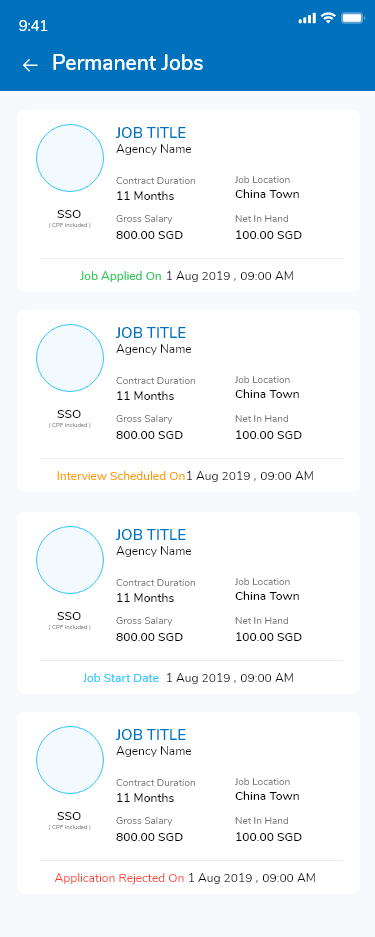 9:41
Permanent Jobs
JOB TITLE
Agency Name
Contract Duration
Job Location
11 Months
China Town
SSO
( CPF included )
Gross Salary
Net In Hand
800.00 SGD
100.00 SGD
Job Applied On 1 Aug 2019 , 09:00 AM
JOB TITLE
Agency Name
Contract Duration
Job Location
11 Months
China Town
SSO
( CPF included )
Gross Salary
Net In Hand
800.00 SGD
100.00 SGD
Interview Scheduled On 1 Aug 2019 , 09:00 AM
JOB TITLE
Agency Name
Contract Duration
Job Location
11 Months
China Town
SSO
( CPF included )
Gross Salary
Net In Hand
800.00 SGD
100.00 SGD
Job Start Date 1 Aug 2019 , 09:00 AM
JOB TITLE
Agency Name
Contract Duration
Job Location
11 Months
China Town
SSO
( CPF included )
Gross Salary
Net In Hand
800.00 SGD
100.00 SGD
Application Rejected On 1 Aug 2019 , 09:00 AM